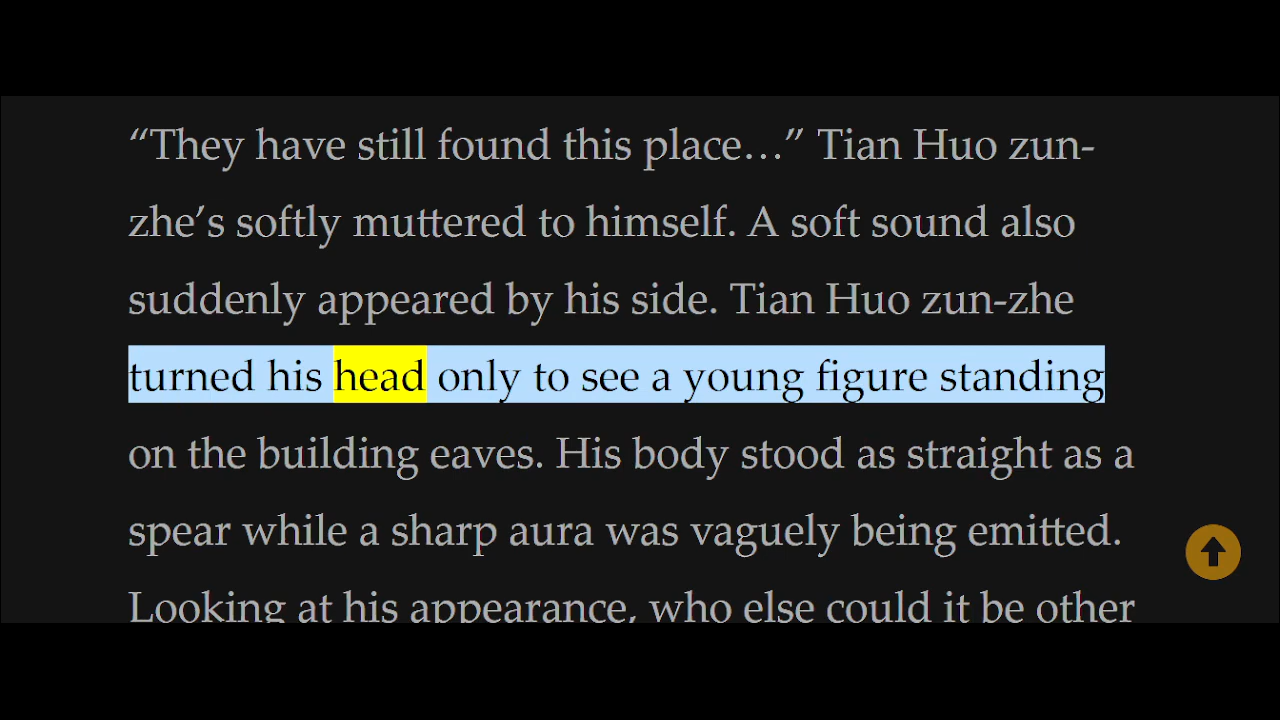 “They have still found this place…” Tian Huo zun-
zhe’s softly muttered to himself. A soft sound also
suddenly appeared by his side. Tian Huo zun-zhe
turned his head only to see a young figure standing
on the building eaves. His body stood as straight as a
spear while a sharp aura was vaguely being emitted.
Looking at his appearance, who else could it be other